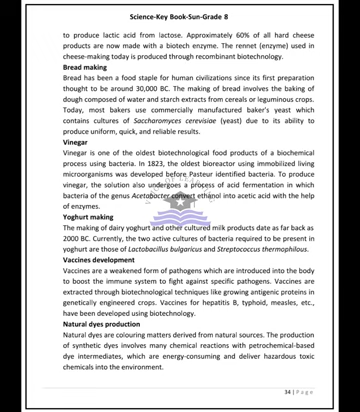 Science-Key Book-Sun-Grade 8
to produce lactic acid from lactose. Approximately 60% of all hard cheese
products are now made with a biotech enzyme. The rennet (enzyme) used in
cheese-making today is produced through recombinant biotechnology.
Bread making
Bread has been a food staple for human civilizations since its first preparation
thought to be around 30,000 BC. The making of bread involves the baking of
dough composed of water and starch extracts from cereals or leguminous crops.
Today, most bakers use commercially manufactured baker's yeast which
contains cultures of Saccharomyces cerevisiae (yeast) due to its ability to
produce uniform, quick, and reliable results.
Vinegar
Vinegar is one of the oldest biotechnological food products of a biochemical
process using bacteria. In 1823, the oldest bioreactor using immobilized living
microorganisms was developed before Pasteur identified bacteria. To produce
vinegar, the solution also undergoes a process of acid fermentation in which
bacteria of the genus Acetobacter convert ethanol into acetic acid with the help
of enzymes.
Yoghurt making
The making of dairy yoghurt and other cultured milk products date as far back as
2000 BC. Currently, the two active cultures of bacteria required to be present in
yoghurt are those of Lactobacillus bulgaricus and Streptococcus thermophilous.
Vaccines development
Vaccines are a weakened form of pathogens which are introduced into the body
to boost the immune system to fight against specific pathogens. Vaccines are
extracted through biotechnological techniques like growing antigenic proteins in
genetically engineered crops. Vaccines for hepatitis B, typhoid, measles, etc.,
have been developed using biotechnology.
Natural dyes production
Natural dyes are colouring matters derived from natural sources. The production
of synthetic dyes involves many chemical reactions with petrochemical-based
dye intermediates, which are energy-consuming and deliver hazardous toxic
chemicals into the environment.
34 | Page